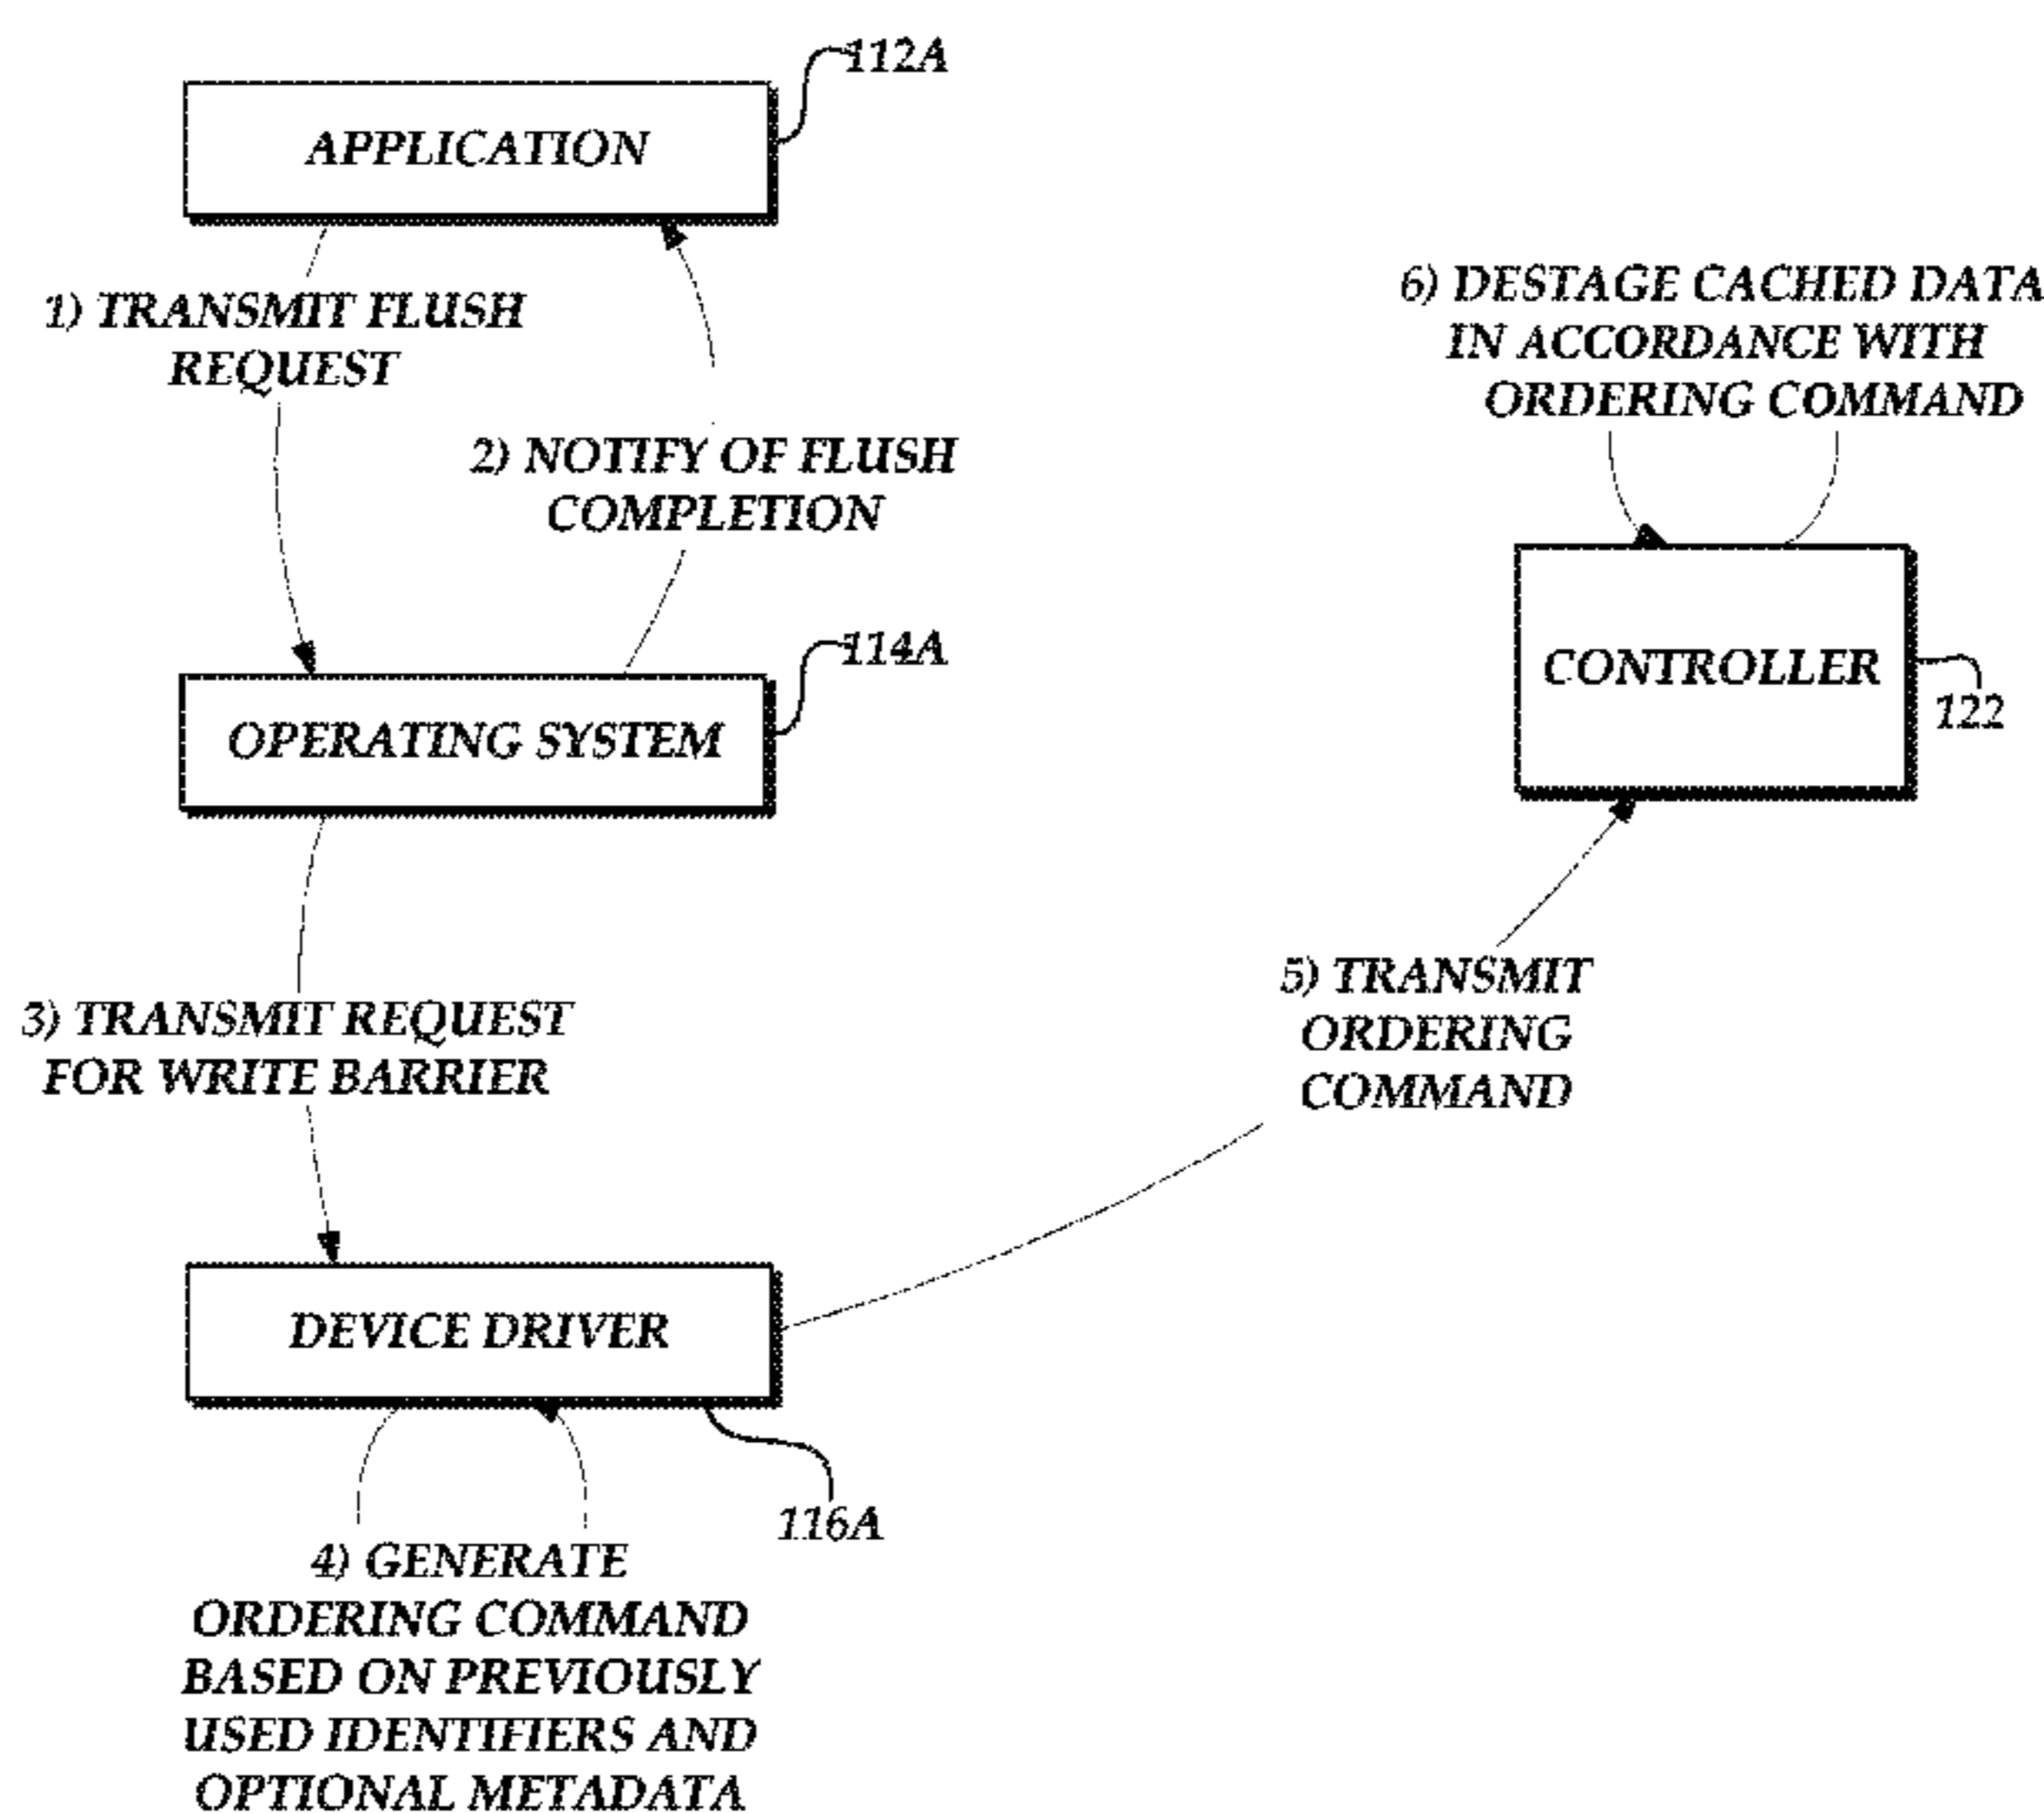 112A
APPLICATION
1) TRANSMIT FLUSH
REQUEST
2) NOTIFY OF FLUSH
COMPLETION
114A
OPERATING SYSTEM
3) TRANSMIT REQUEST
FOR WRITE BARRIER
DEVICE DRIVER
116A
4) GENERATE
ORDERING COMMAND
BASED ON PREVIOUSLY
USED IDENTIFIERS AND
OPTIONAL METADATA
5) TRANSMIT
ORDERING
COMMAND
6) DESTAGE CACHED DATA
IN ACCORDANCE WITH
ORDERING COMMAND
CONTROLLER
122